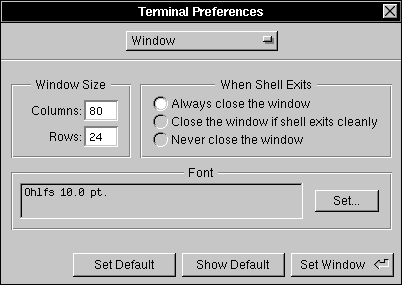 Terminal Preferences
Window
Window Size
Columns: 80
Rows: 24
When Shell Exits
Always close the window
Close the window if shell exits cleanly
Never close the window
Font
Ohlfs 10.0 pt.
Set...
Set Default
Show Default
Set Window